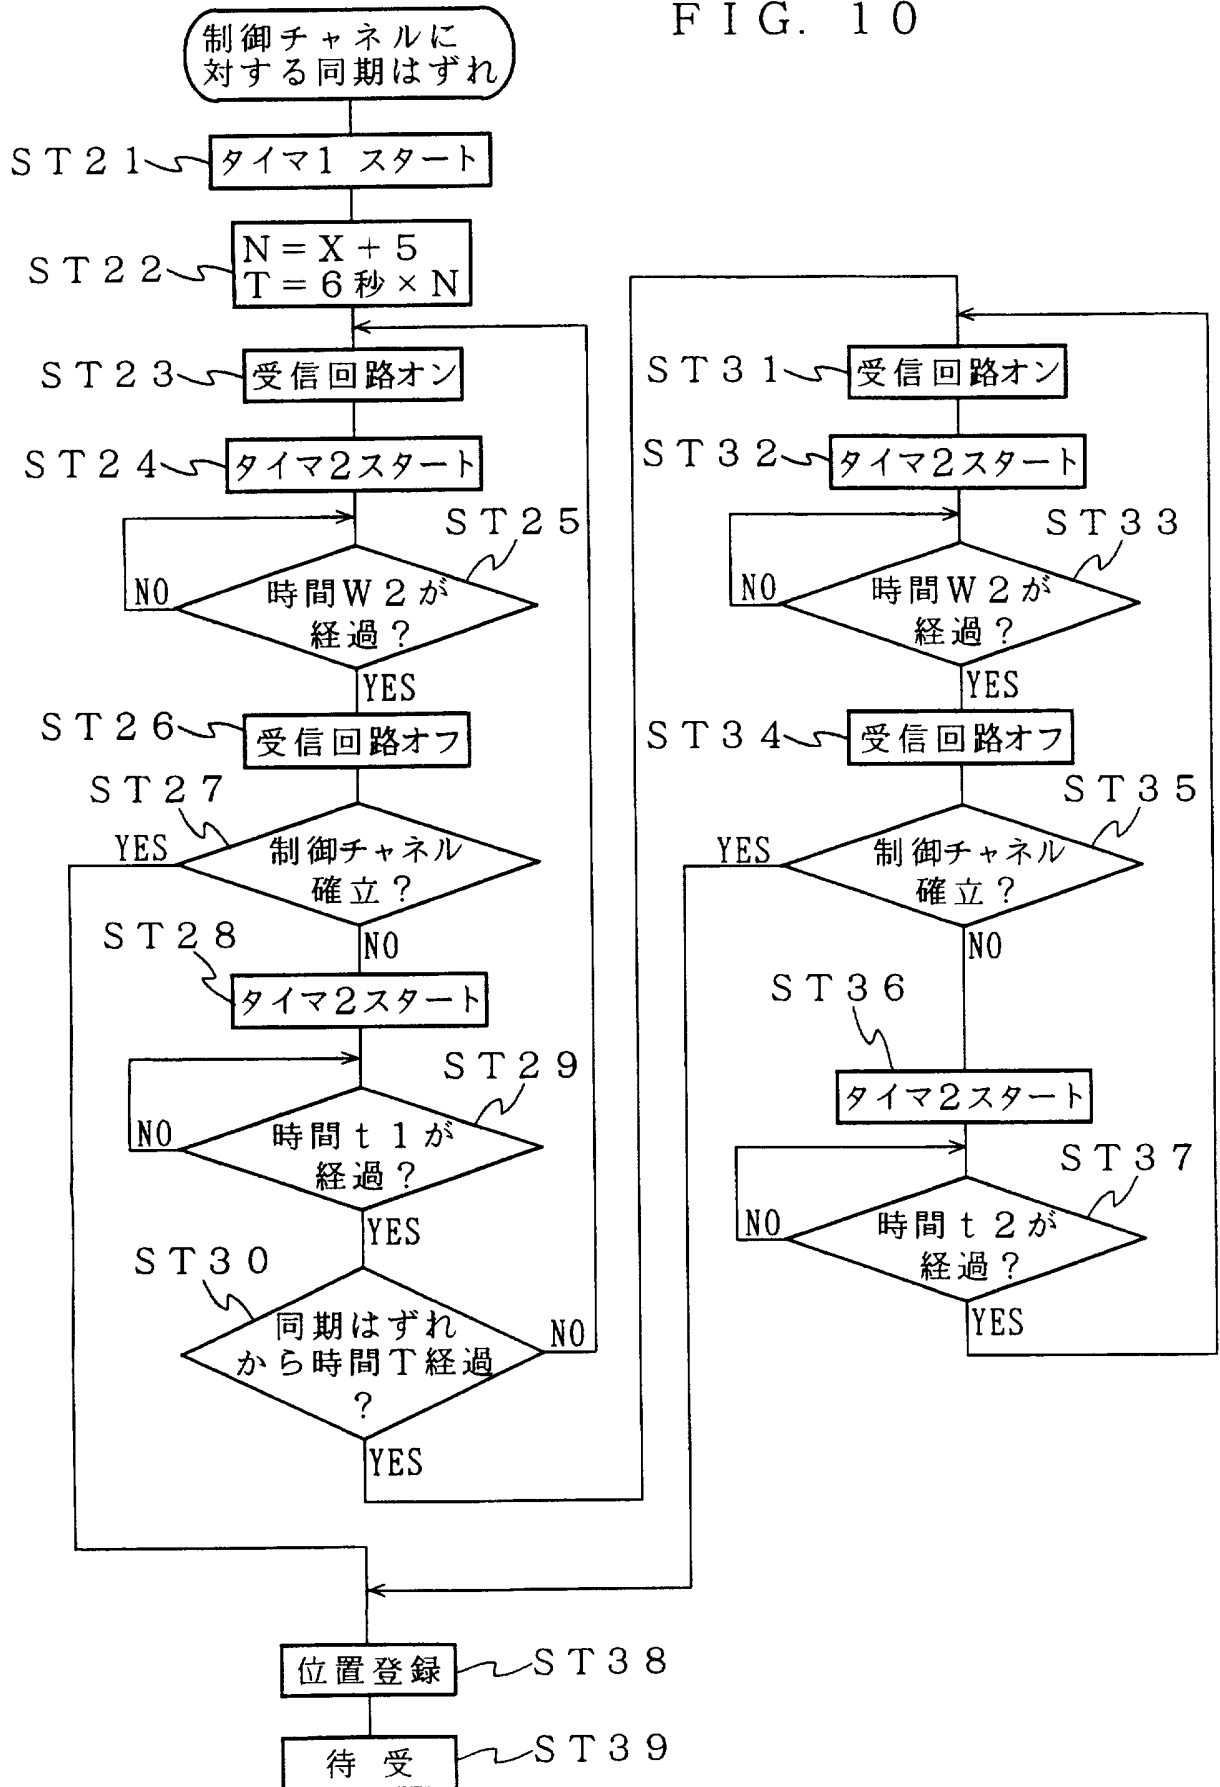 FIG. 10
制御チャネルに
対する同期はずれ
ST21
タイマ1 スタート
ST22
N=X+5
T=6秒×N
ST23
受信回路オン
ST24
タイマ2スタート
ST25
NO
時間W2が
経過?
YES
ST26
受信回路オフ
ST27
YES
制御チャネル
確立?
NO
ST28
タイマ2スタート
ST29
NO
時間t1が
経過?
YES
ST30
同期はずれ
から時間T経過
?
NO
YES
ST31
受信回路オン
ST32
タイマ2スタート
ST33
NO
時間W2が
経過?
YES
ST34
受信回路オフ
ST35
YES
制御チャネル
確立?
NO
ST36
タイマ2スタート
ST37
NO
時間t2が
経過?
YES
位置登録
ST38
待受
ST39